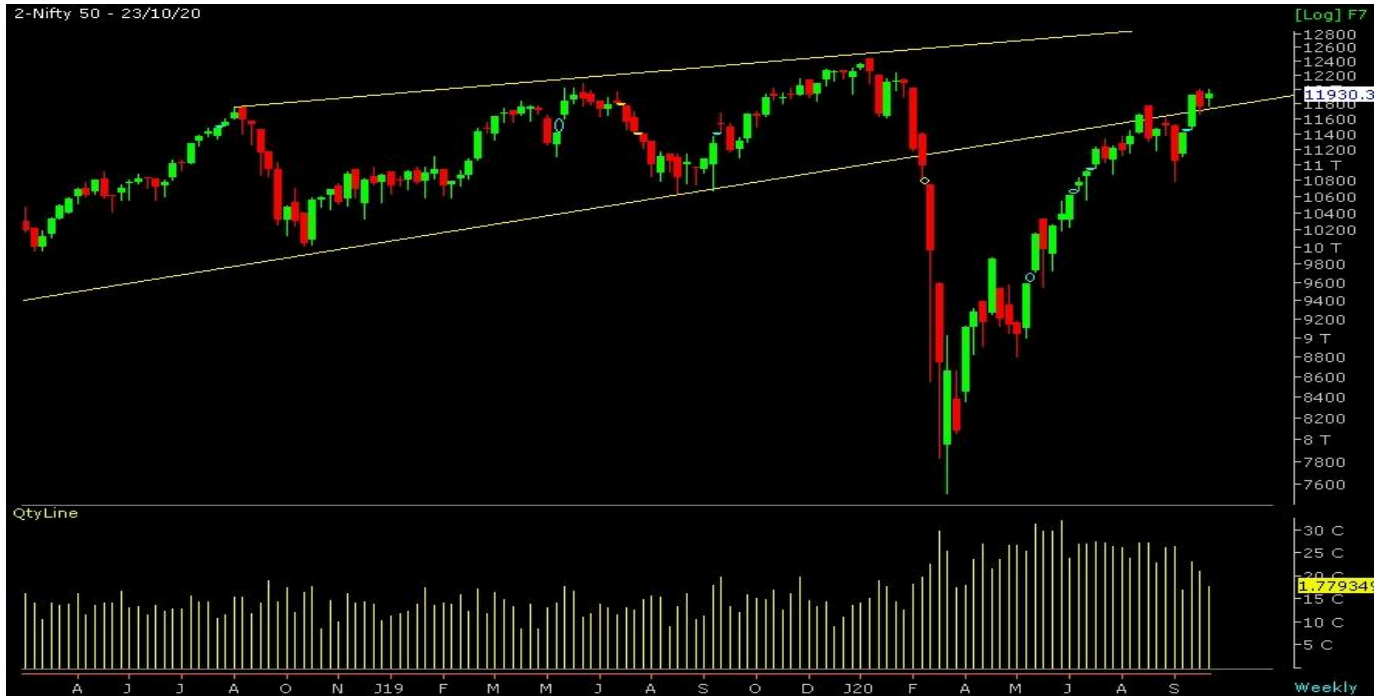 2-Nifty 50 - 23/10/20
[Log] F7
12800
12600
12400
12200
11930.3
11800
11600
11400
11200
11 T
10800
10600
10400
10200
10 T
9800
9600
9400
9200
9 T
8800
8600
8400
8200
8 T
7800
7600
QtyLine
30 C
25 C
20 C
1.779349
15 C
10 C
5 C
A J J A O N J19 F M M J A S O D J20 F A M J A S
Weekly